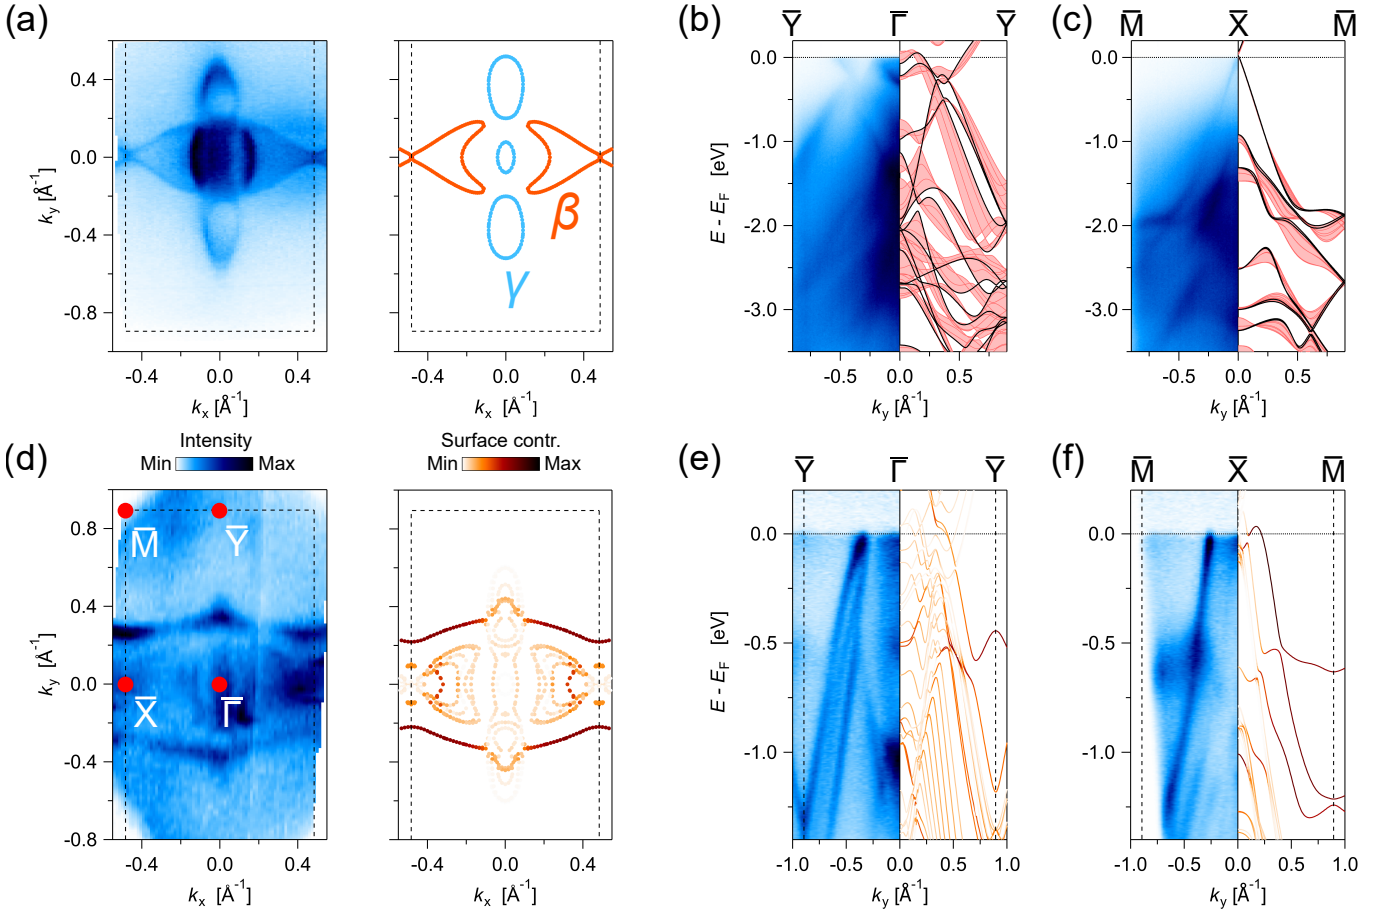 (a)
0.4
0.0
-0.4
-0.8
k_y [Å⁻¹]
-0.4 0.0 0.4
k_x [Å⁻¹]
β
γ
-0.4 0.0 0.4
k_x [Å⁻¹]
(b)
Y̅ Γ̅ Y̅
0.0
-1.0
-2.0
-3.0
E - E_F [eV]
-0.5 0.0 0.5
k_y [Å⁻¹]
(c)
M̅ X̅ M̅
0.0
-1.0
-2.0
-3.0
-0.5 0.0 0.5
k_y [Å⁻¹]
Intensity
Min Max
Surface contr.
Min Max
(d)
0.8
0.4
0.0
-0.4
-0.8
k_y [Å⁻¹]
M̅ Y̅
X̅ Γ̅
-0.4 0.0 0.4
k_x [Å⁻¹]
-0.4 0.0 0.4
k_x [Å⁻¹]
(e)
Y̅ Γ̅ Y̅
0.0
-0.5
-1.0
E - E_F [eV]
-1.0 -0.5 0.0 0.5 1.0
k_y [Å⁻¹]
(f)
M̅ X̅ M̅
0.0
-0.5
-1.0
-1.0 -0.5 0.0 0.5 1.0
k_y [Å⁻¹]